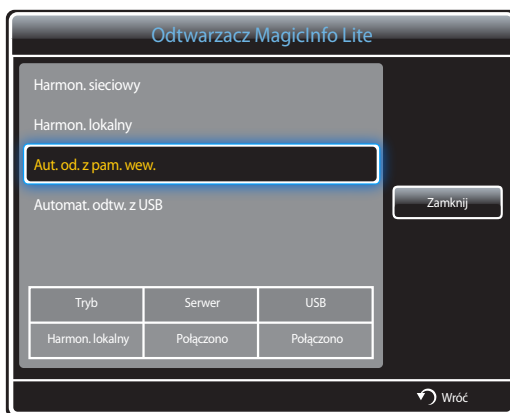 Odtwarzacz MagicInfo Lite
Harmon. sieciowy
Harmon. lokalny
Aut. od. z pam. wew.
Automat. odtw. z USB
Zamknij
Tryb Serwer USB
Harmon. lokalny Połączono Połączono
Wróć